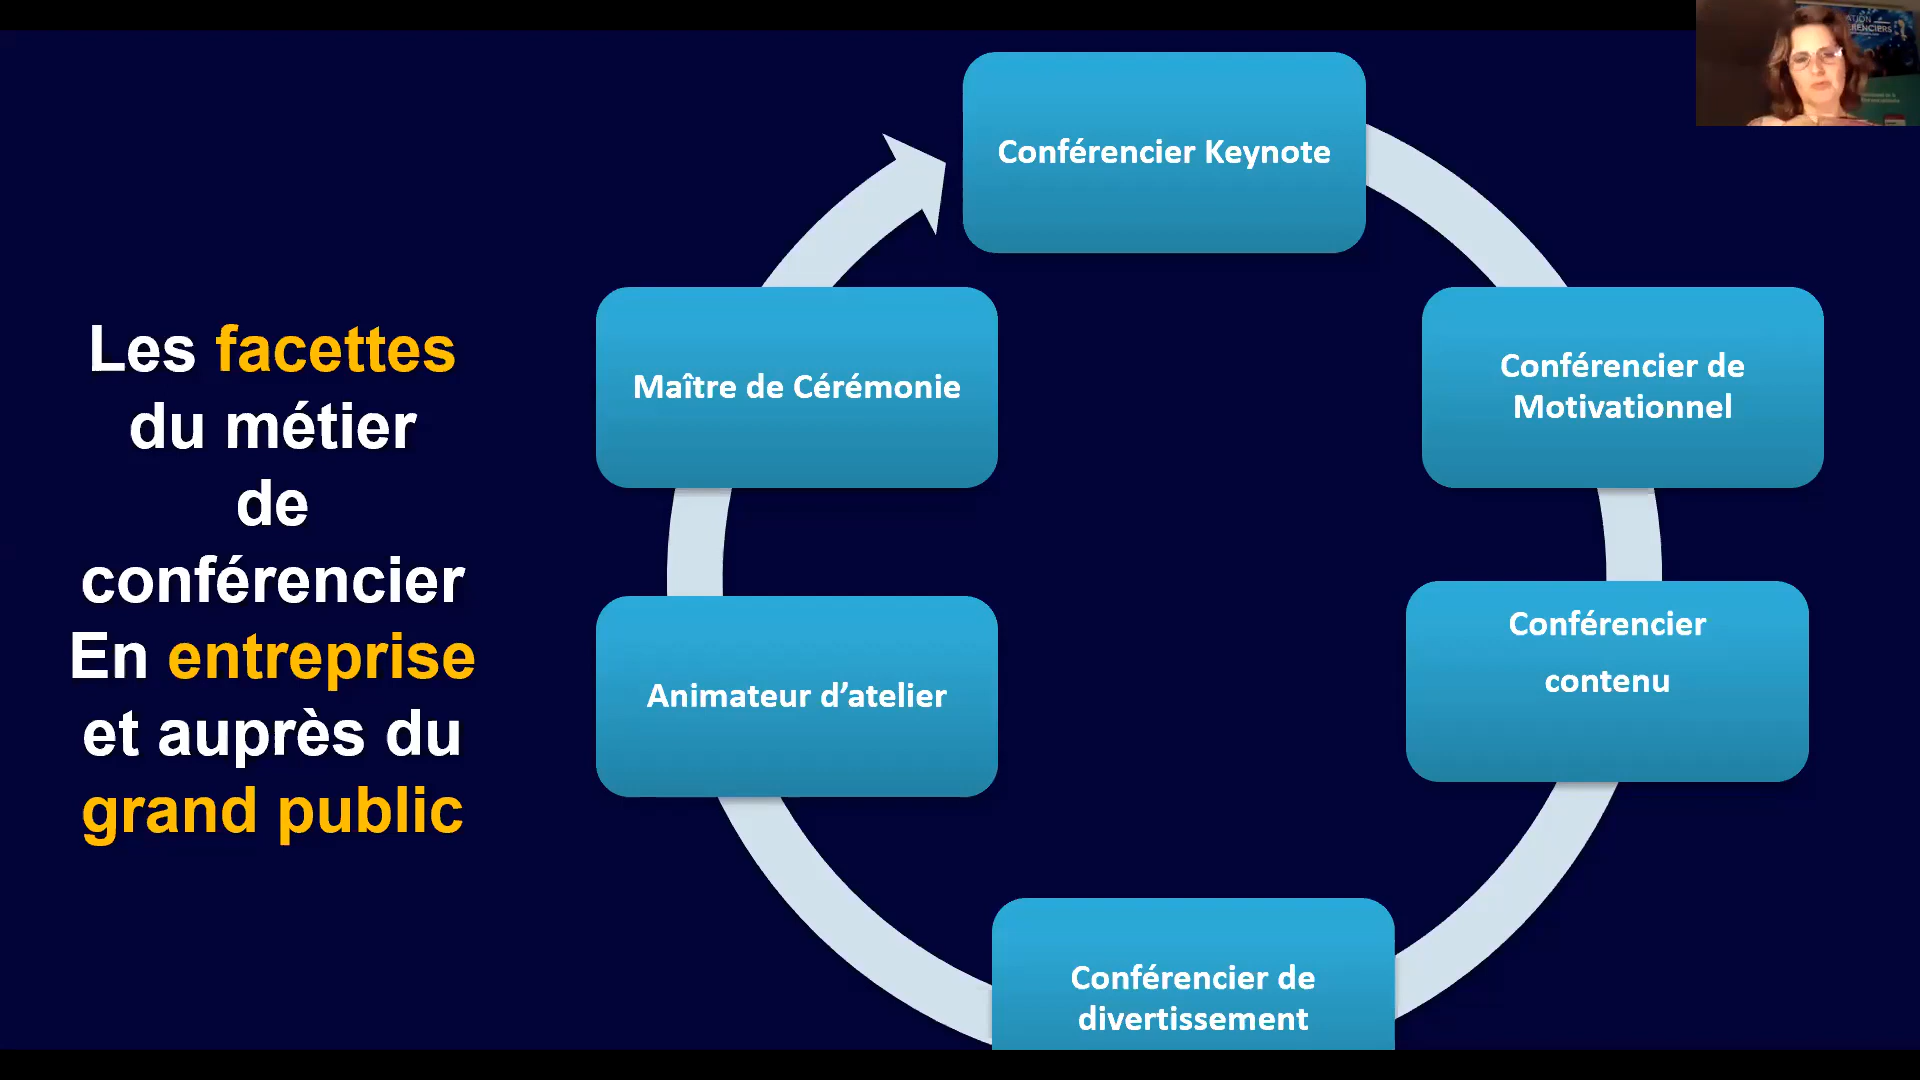 Les facettes
du métier
de
conférencier
En entreprise
et auprès du
grand public
Conférencier Keynote
Conférencier de
Motivationnel
Conférencier
contenu
Conférencier de
divertissement
Animateur d’atelier
Maître de Cérémonie